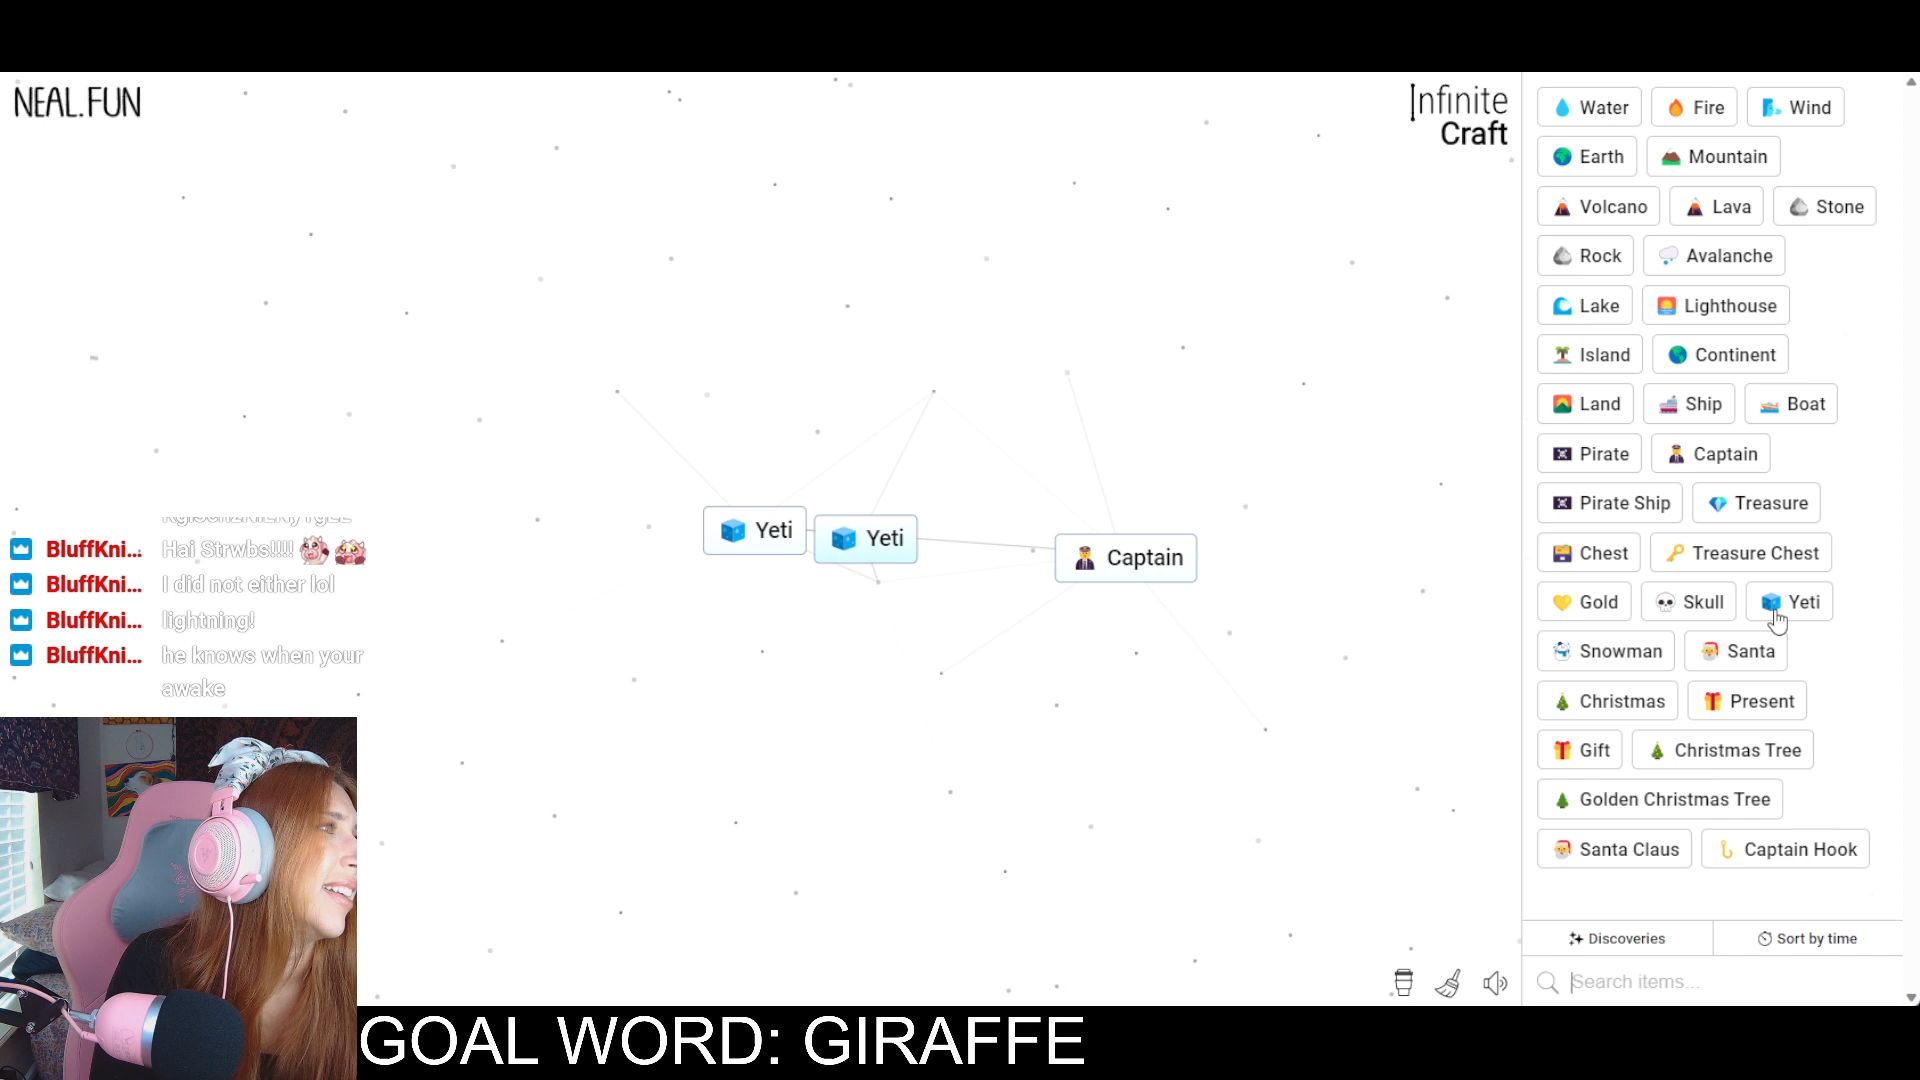 NEAL.FUN
Infinite
Craft
Water
Fire
Wind
Earth
Mountain
Volcano
Lava
Stone
Rock
Avalanche
Lake
Lighthouse
Island
Continent
Land
Ship
Boat
Pirate
Captain
Pirate Ship
Treasure
Chest
Treasure Chest
Gold
Skull
Yeti
Snowman
Santa
Christmas
Present
Gift
Christmas Tree
Golden Christmas Tree
Santa Claus
Captain Hook
Discoveries
Sort by time
Search items...
Yeti
Yeti
Captain
BluffKni... Hai Strwbs!!!!
BluffKni... I did not either lol
BluffKni... lightning!
BluffKni... he knows when your
awake
GOAL WORD: GIRAFFE